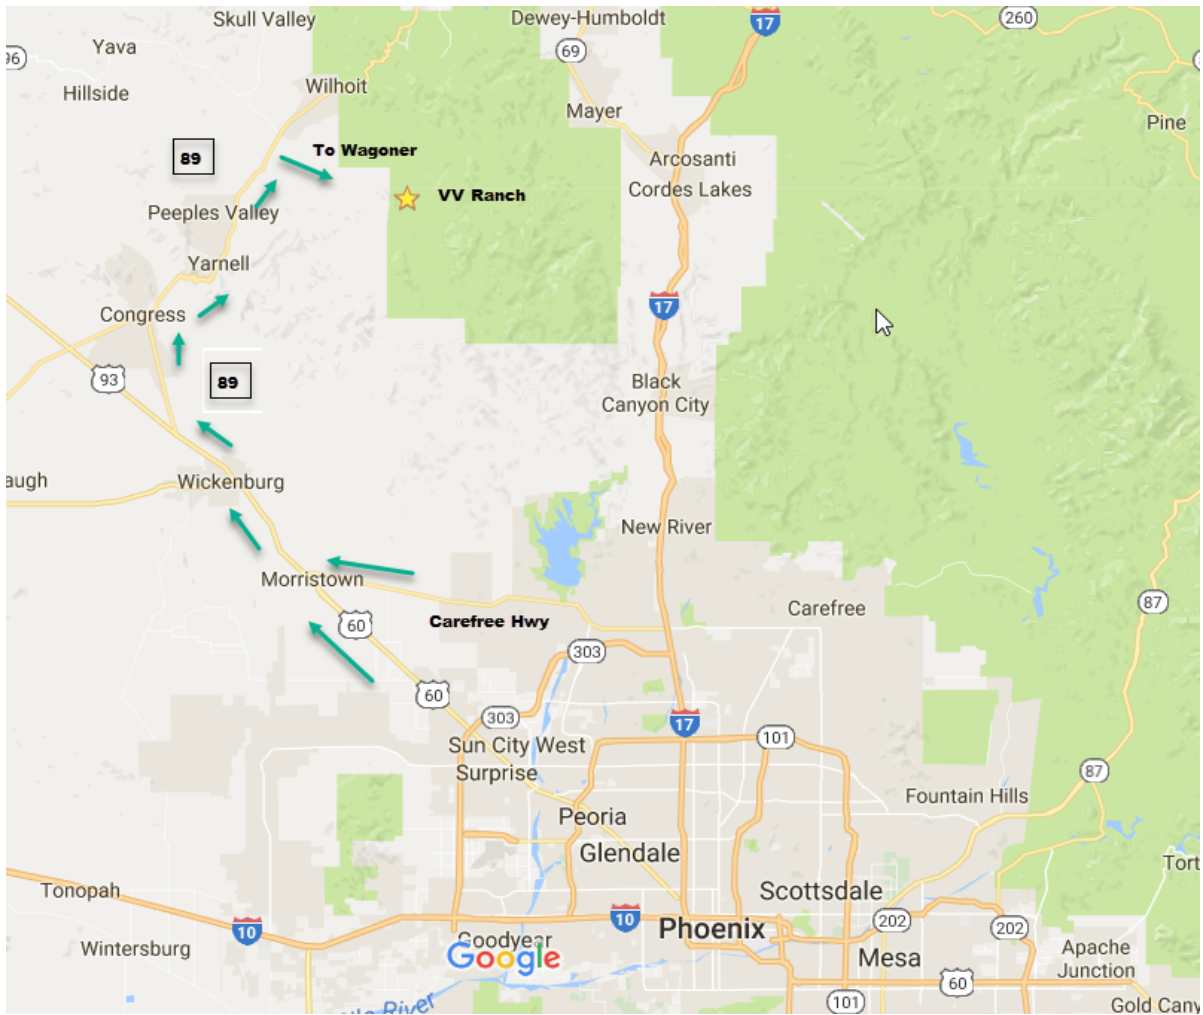 Skull Valley
Dewey-Humboldt
17
260
Yava
69
96
Hillside
Wilhoit
Mayer
Pine
89
To Wagoner
Arcosanti
VV Ranch
Cordes Lakes
Peeples Valley
Yarnell
17
Congress
93
89
Black
Canyon City
augh
Wickenburg
New River
Morristown
87
Carefree
60
Carefree Hwy
303
60
303
17
101
Sun City West
Surprise
87
Fountain Hills
Peoria
Glendale
Tort
Tonopah
Scottsdale
10
10
Phoenix
202
202
Wintersburg
Goodyear
Google
Mesa
Apache
Junction
60
101
Gold Cany
River